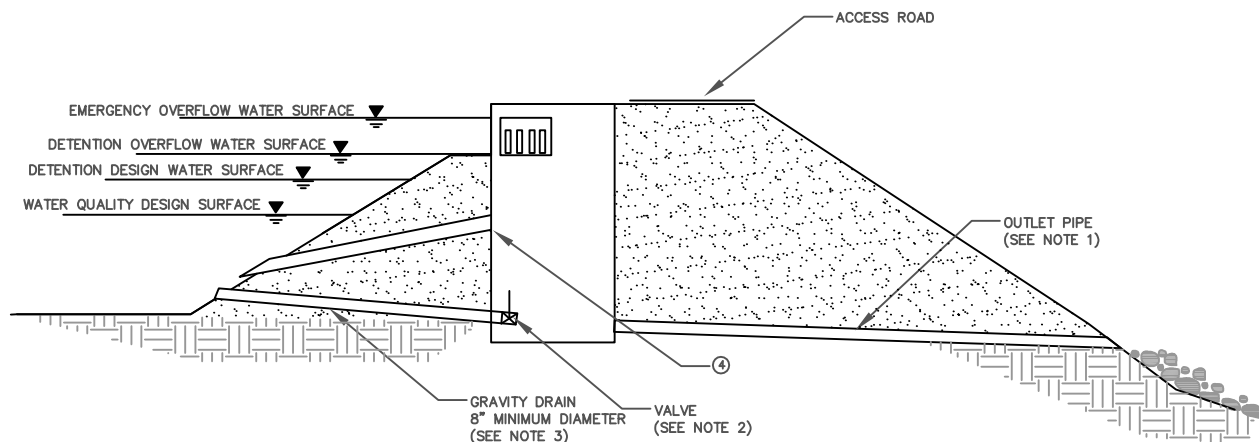 ACCESS ROAD
EMERGENCY OVERFLOW WATER SURFACE
DETENTION OVERFLOW WATER SURFACE
DETENTION DESIGN WATER SURFACE
WATER QUALITY DESIGN SURFACE
OUTLET PIPE
(SEE NOTE 1)
4
GRAVITY DRAIN
8" MINIMUM DIAMETER
(SEE NOTE 3)
VALVE
(SEE NOTE 2)